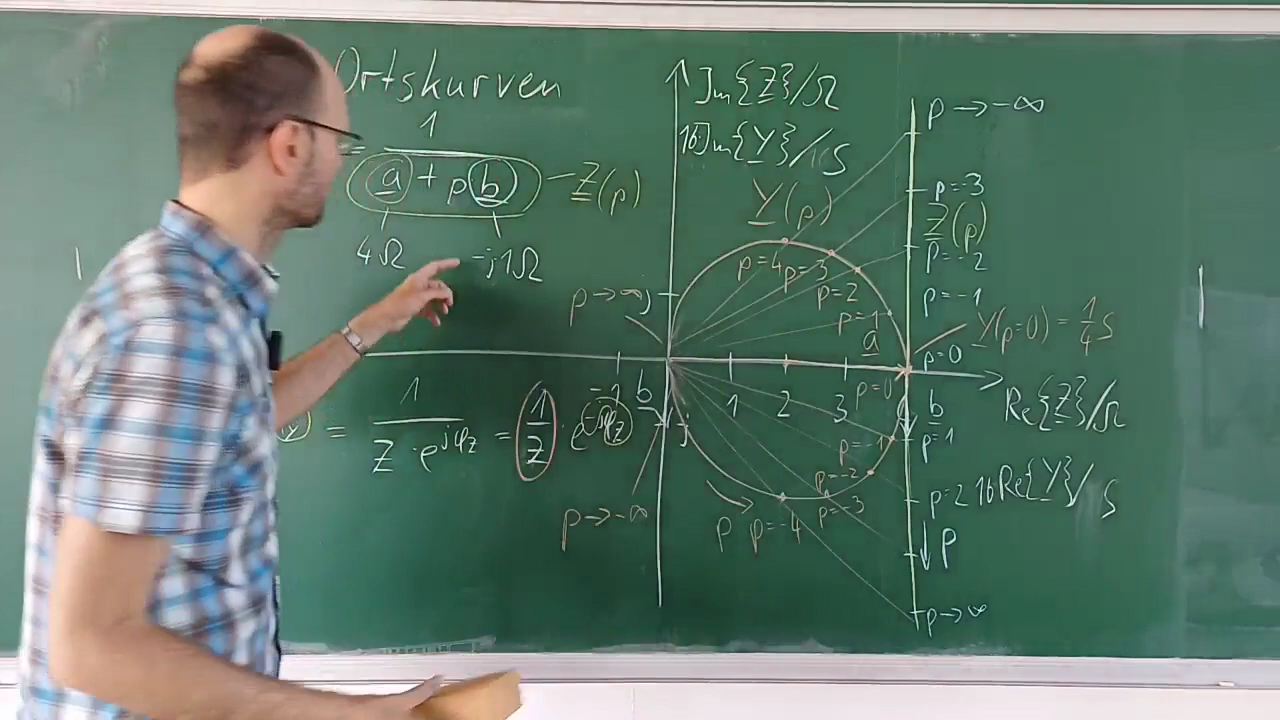 Ortskurven
= 1 / (a + p b) – Z(p)
4Ω
-j1Ω
= 1 / (Z · e^jφz) = 1/Z · e^-jφz
Im{Z}/Ω
16 Im{Y}/S
Y(p)
p → -∞
p=-3
Z(p)
p=-2
p=-1
p=0
p=4
p=3
p=2
p=1
a
p → ∞
j
Y(p=0) = 1/4 S
-1
1
2
3
p=0
Re{Z}/Ω
b
-j
b
p=1
p=-1
p=-2
p=-3
p=-4
p
p → -∞
p=2
16 Re{Y}/S
p
p → ∞